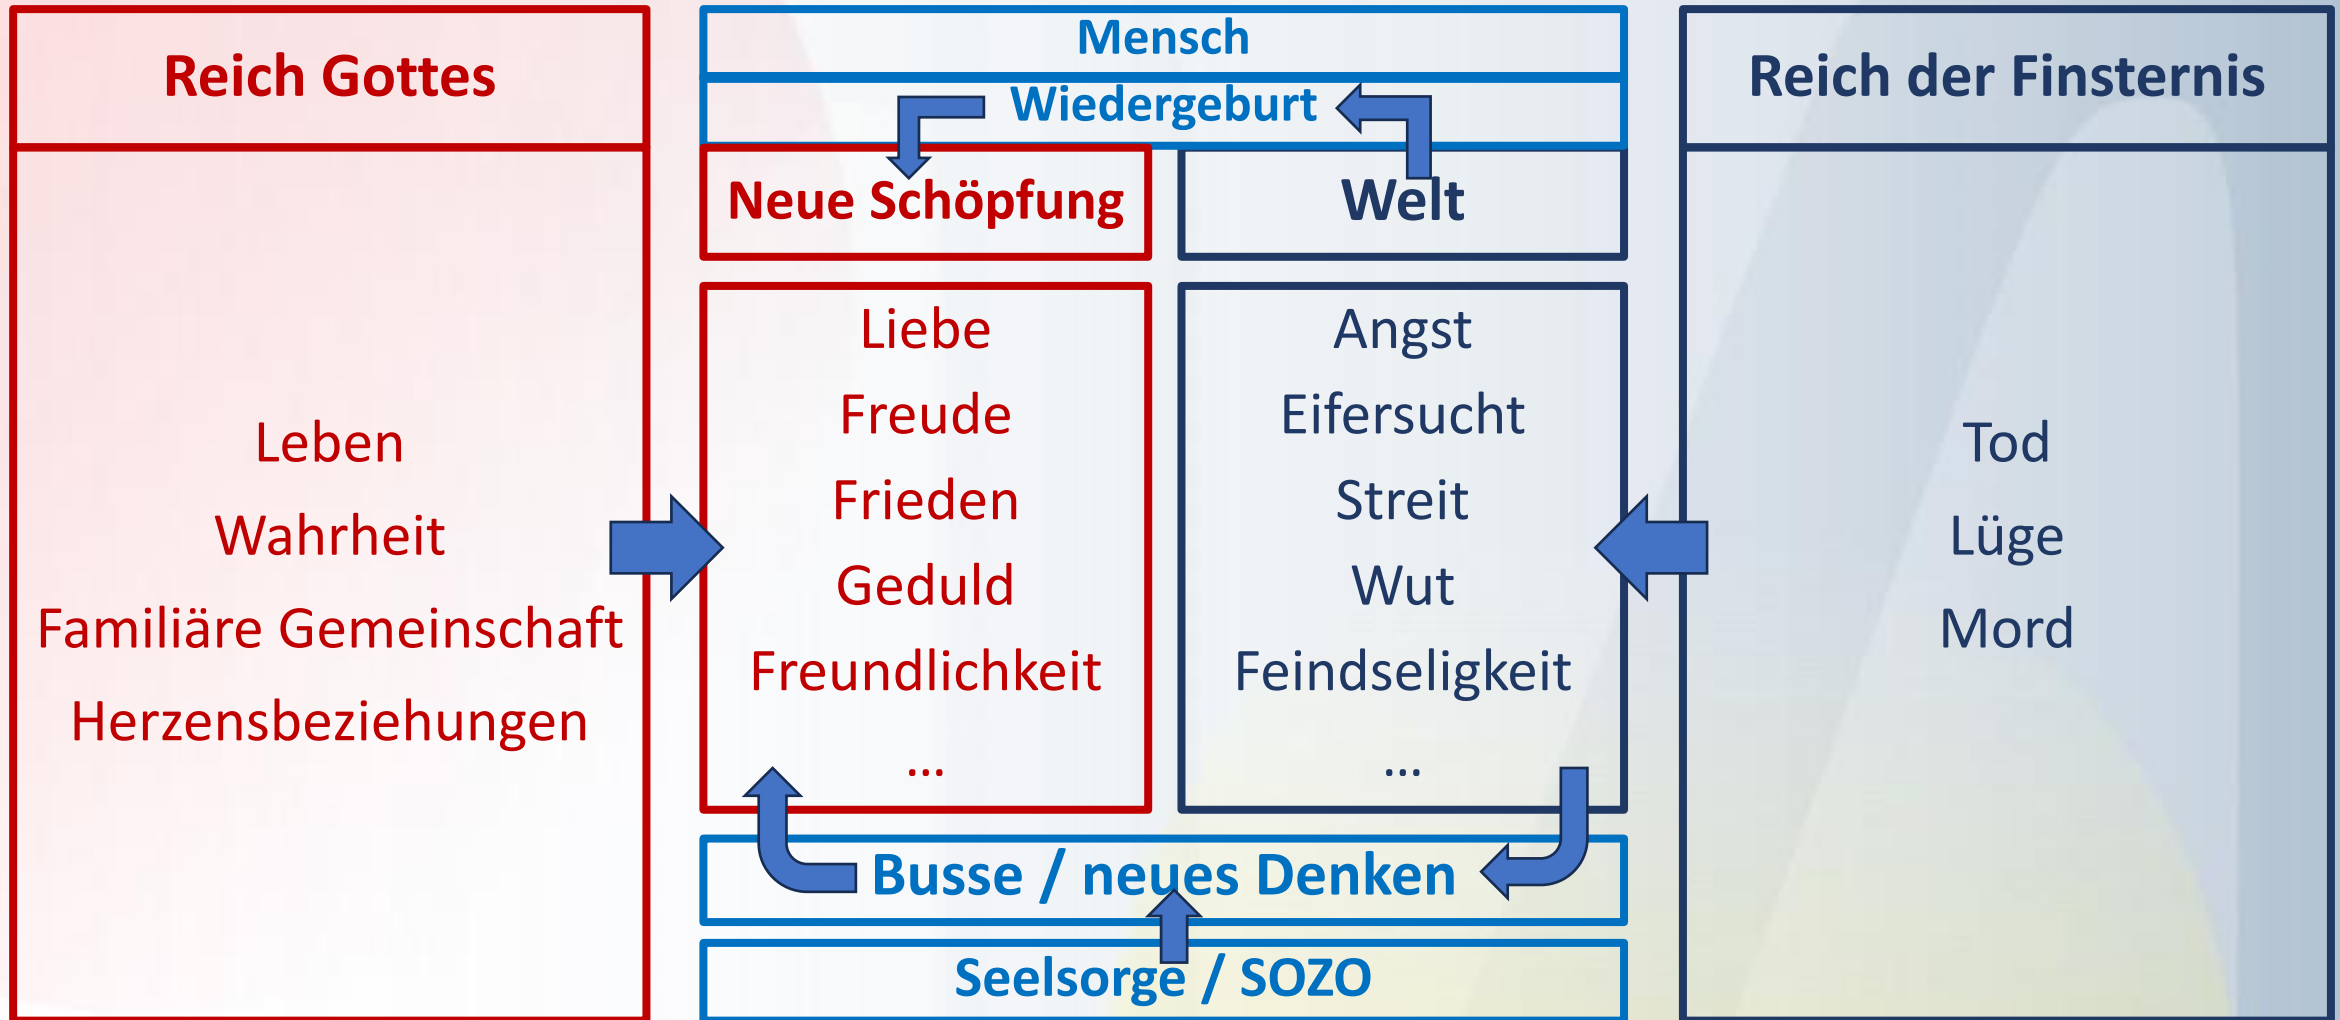 Reich Gottes
Leben
Wahrheit
Familiäre Gemeinschaft
Herzensbeziehungen
Mensch
Wiedergeburt
Neue Schöpfung
Welt
Liebe
Freude
Frieden
Geduld
Freundlichkeit
...
Angst
Eifersucht
Streit
Wut
Feindseligkeit
...
Busse / neues Denken
Seelsorge / SOZO
Reich der Finsternis
Tod
Lüge
Mord